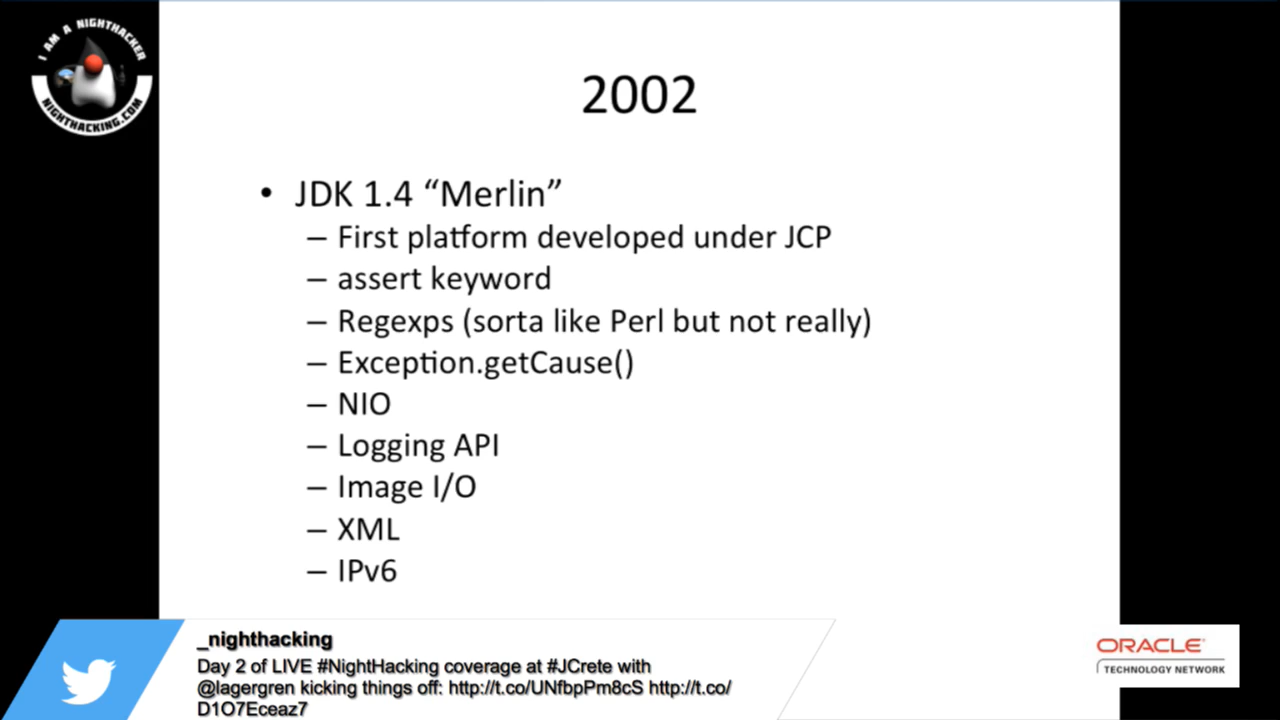 I AM A NIGHTHACKER
NIGHTHACKING.COM
2002
• JDK 1.4 “Merlin”
– First platform developed under JCP
– assert keyword
– Regexps (sorta like Perl but not really)
– Exception.getCause()
– NIO
– Logging API
– Image I/O
– XML
– IPv6
_nighthacking
Day 2 of LIVE #NightHacking coverage at #JCrete with
@lagergren kicking things off: http://t.co/UNfbpPm8cS http://t.co/
D1O7Eceaz7
ORACLE
TECHNOLOGY NETWORK